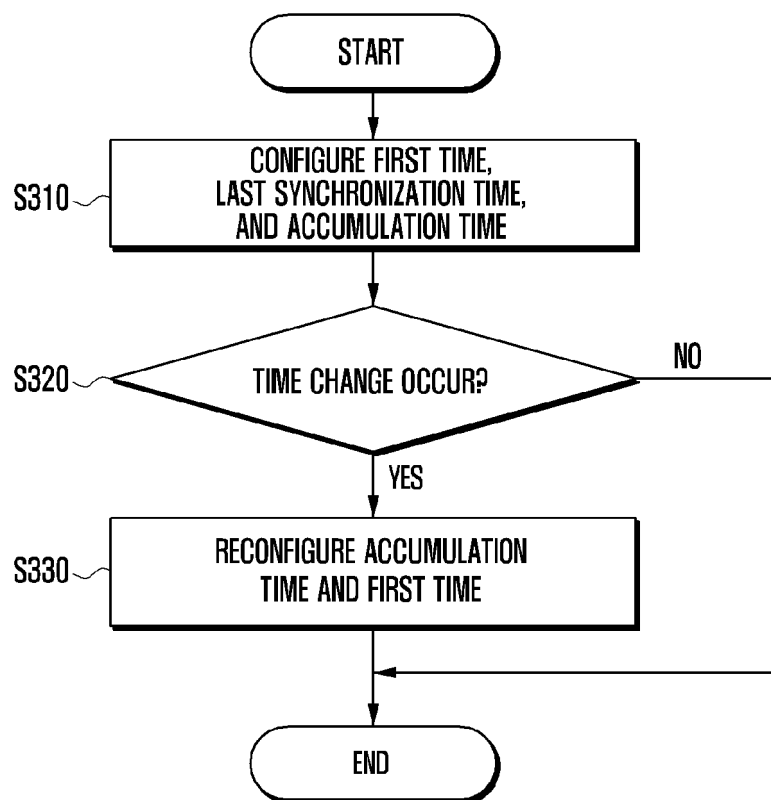 START
S310
CONFIGURE FIRST TIME,
LAST SYNCHRONIZATION TIME,
AND ACCUMULATION TIME
S320
TIME CHANGE OCCUR?
NO
YES
S330
RECONFIGURE ACCUMULATION
TIME AND FIRST TIME
END